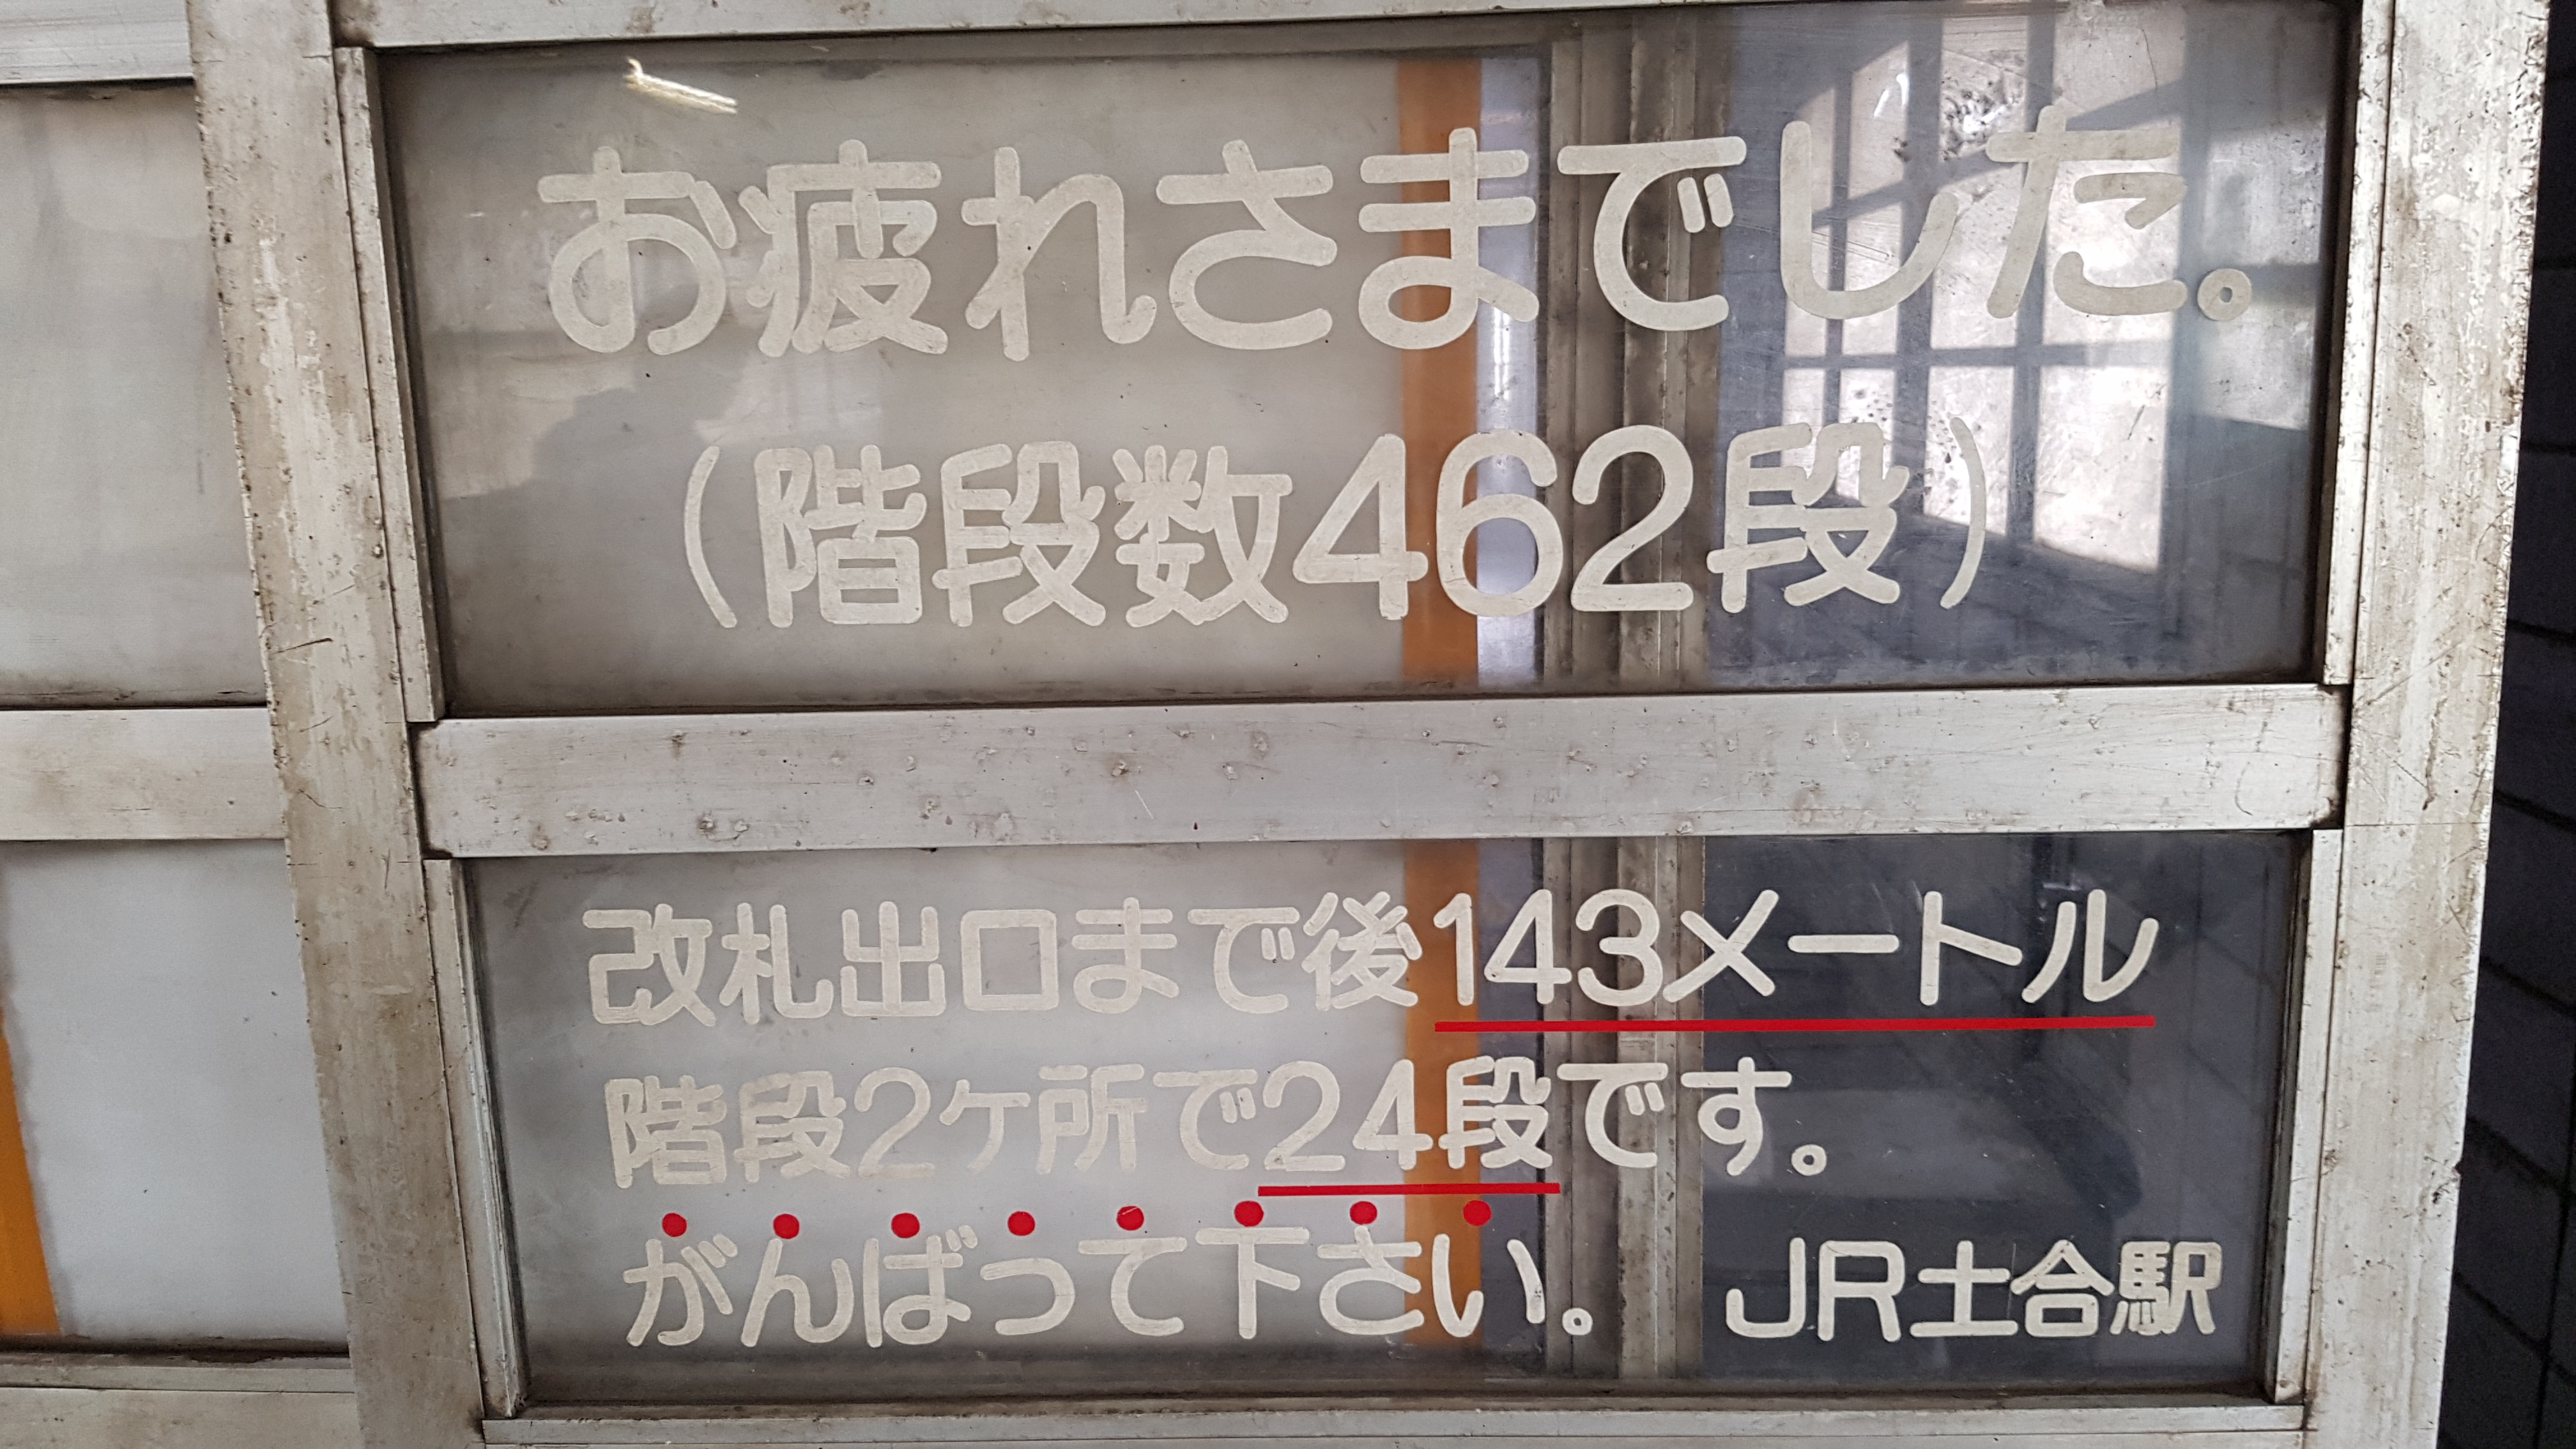 お疲れさまでした。
(階段数462段)
改札出口まで後143メートル
階段2ヶ所で24段です。
がんばって下さい。 JR土合駅